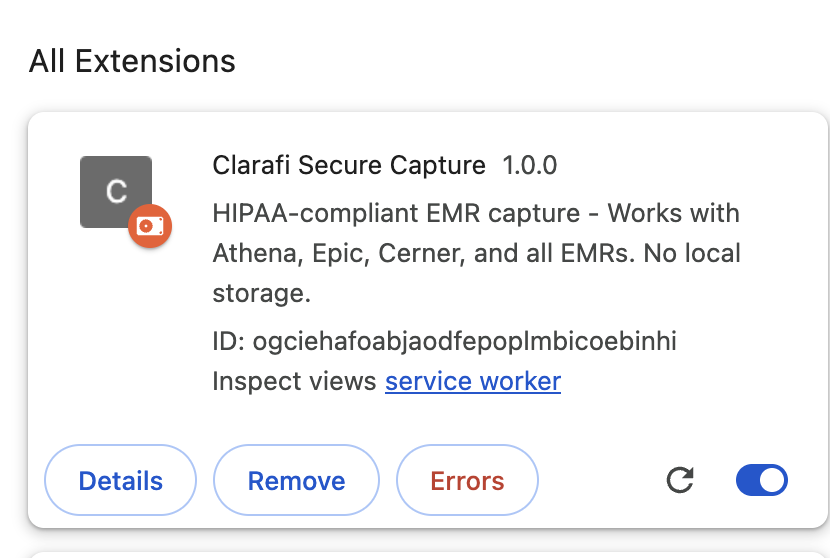 All Extensions
C
Clarafi Secure Capture 1.0.0
HIPAA-compliant EMR capture - Works with
Athena, Epic, Cerner, and all EMRs. No local
storage.
ID: ogciehafoabjaodfepoplmbicoebinhi
Inspect views service worker
Details Remove Errors